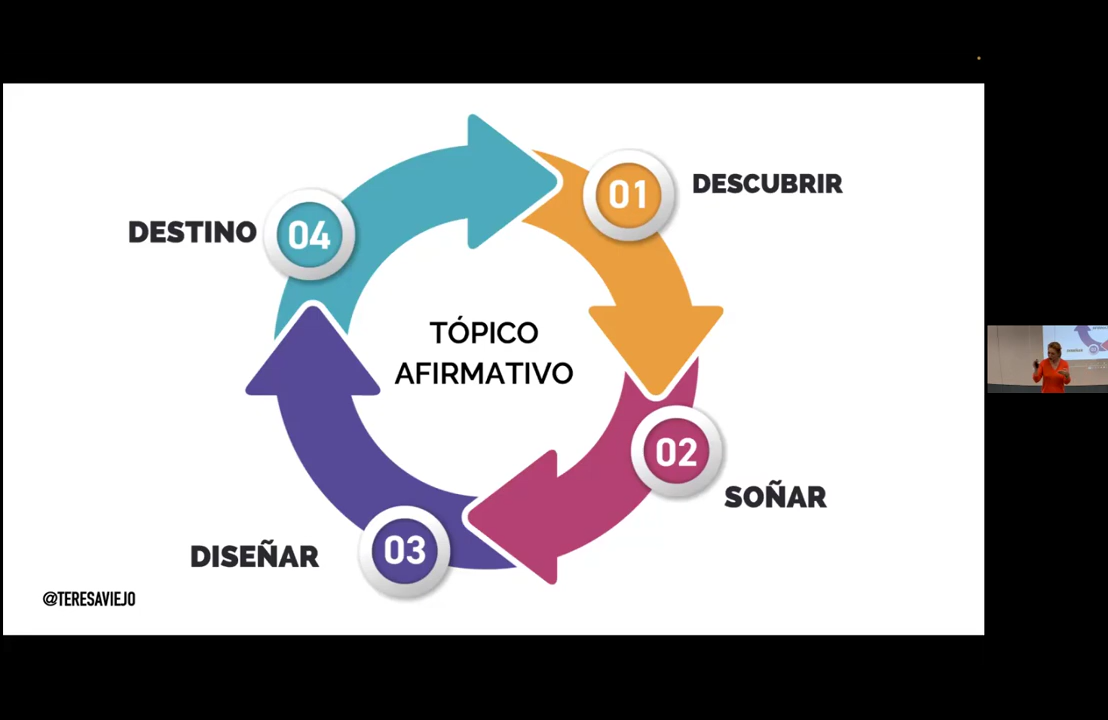 01
DESCUBRIR
DESTINO
04
TÓPICO
AFIRMATIVO
02
SOÑAR
03
DISEÑAR
@TERESAVIEJO